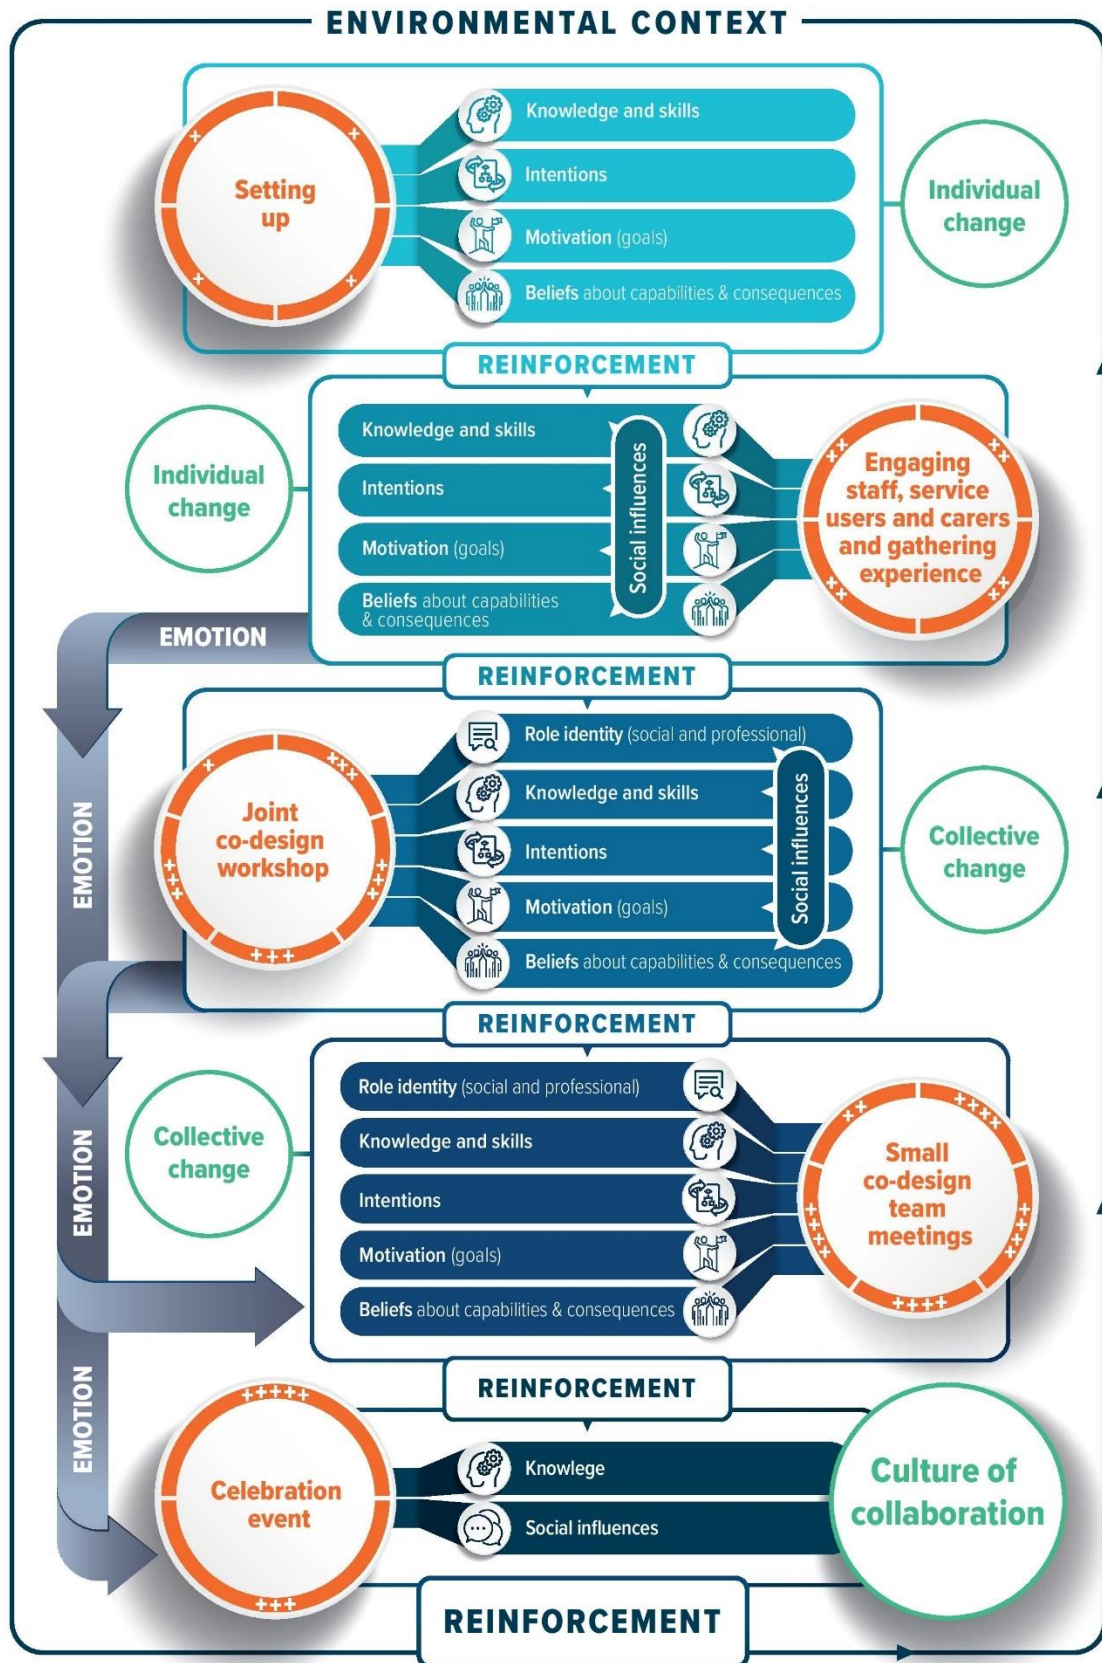 ENVIRONMENTAL CONTEXT
+ +
Setting
up
+ +
Knowledge and skills
Intentions
Motivation (goals)
Beliefs about capabilities & consequences
Individual
change
REINFORCEMENT
Individual
change
Knowledge and skills
Intentions
Motivation (goals)
Beliefs about capabilities
& consequences
Social influences
++ ++
Engaging
staff, service
users and carers
and gathering
experience
++ ++
EMOTION
REINFORCEMENT
EMOTION
+ +++
Joint
co-design
workshop
+++ +++
+++
Role identity (social and professional)
Knowledge and skills
Intentions
Motivation (goals)
Beliefs about capabilities & consequences
Social influences
Collective
change
REINFORCEMENT
EMOTION
Collective
change
Role identity (social and professional)
Knowledge and skills
Intentions
Motivation (goals)
Beliefs about capabilities & consequences
++ ++++
Small
co-design
team
meetings
++++ ++++
++++
REINFORCEMENT
EMOTION
+++++
Celebration
event
+++
Knowlege
Social influences
Culture of
collaboration
REINFORCEMENT